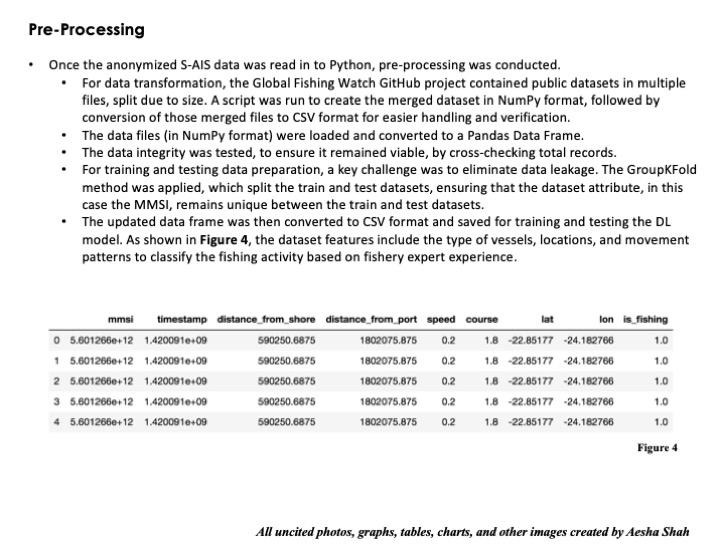 Pre-Processing
• Once the anonymized S-AIS data was read in to Python, pre-processing was conducted.
• For data transformation, the Global Fishing Watch GitHub project contained public datasets in multiple
files, split due to size. A script was run to create the merged dataset in NumPy format, followed by
conversion of those merged files to CSV format for easier handling and verification.
• The data files (in NumPy format) were loaded and converted to a Pandas Data Frame.
• The data integrity was tested, to ensure it remained viable, by cross-checking total records.
• For training and testing data preparation, a key challenge was to eliminate data leakage. The GroupKFold
method was applied, which split the train and test datasets, ensuring that the dataset attribute, in this
case the MMSI, remains unique between the train and test datasets.
• The updated data frame was then converted to CSV format and saved for training and testing the DL
model. As shown in Figure 4, the dataset features include the type of vessels, locations, and movement
patterns to classify the fishing activity based on fishery expert experience.
mmsi timestamp distance_from_shore distance_from_port speed course lat lon is_fishing
0 5.601266e+12 1.420091e+09 590250.6875 1802075.875 0.2 1.8 -22.85177 -24.182766 1.0
1 5.601266e+12 1.420091e+09 590250.6875 1802075.875 0.2 1.8 -22.85177 -24.182766 1.0
2 5.601266e+12 1.420091e+09 590250.6875 1802075.875 0.2 1.8 -22.85177 -24.182766 1.0
3 5.601266e+12 1.420091e+09 590250.6875 1802075.875 0.2 1.8 -22.85177 -24.182766 1.0
4 5.601266e+12 1.420091e+09 590250.6875 1802075.875 0.2 1.8 -22.85177 -24.182766 1.0
Figure 4
All uncited photos, graphs, tables, charts, and other images created by Aesha Shah